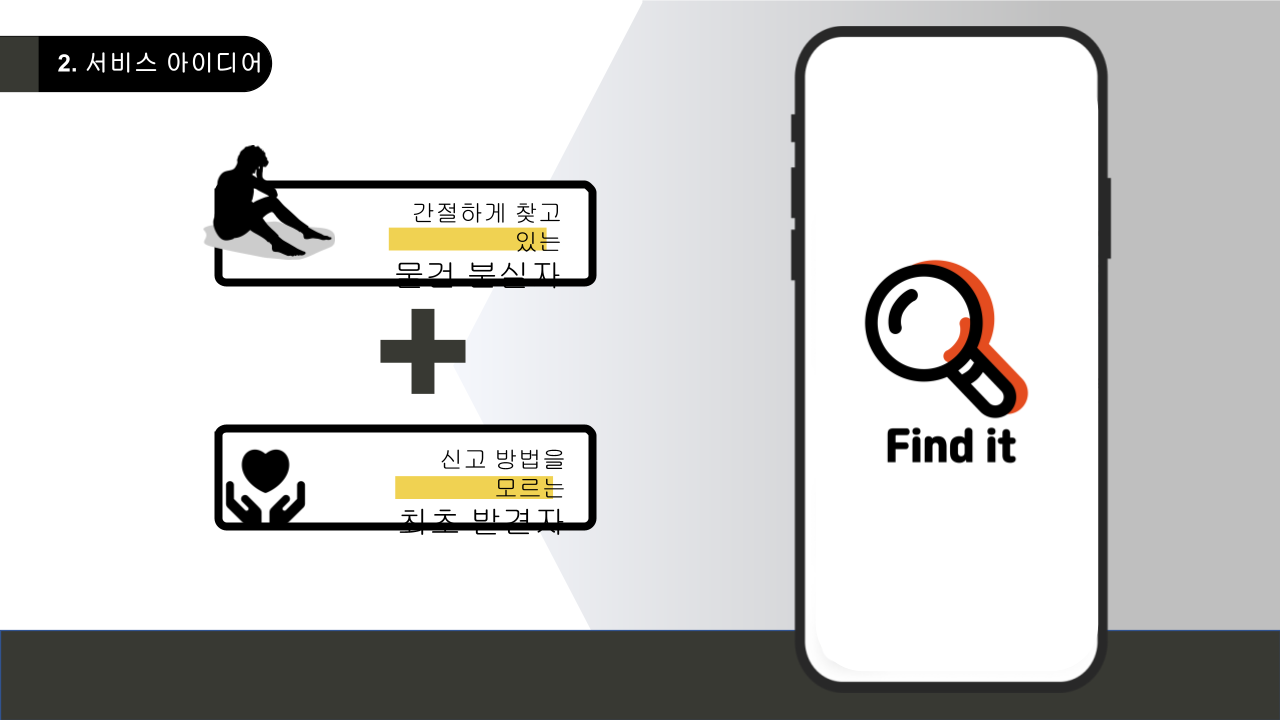 2. 서비스 아이디어
간절하게 찾고
있는
물건 분실자
신고 방법을
모르는
최초 발견자
Find it